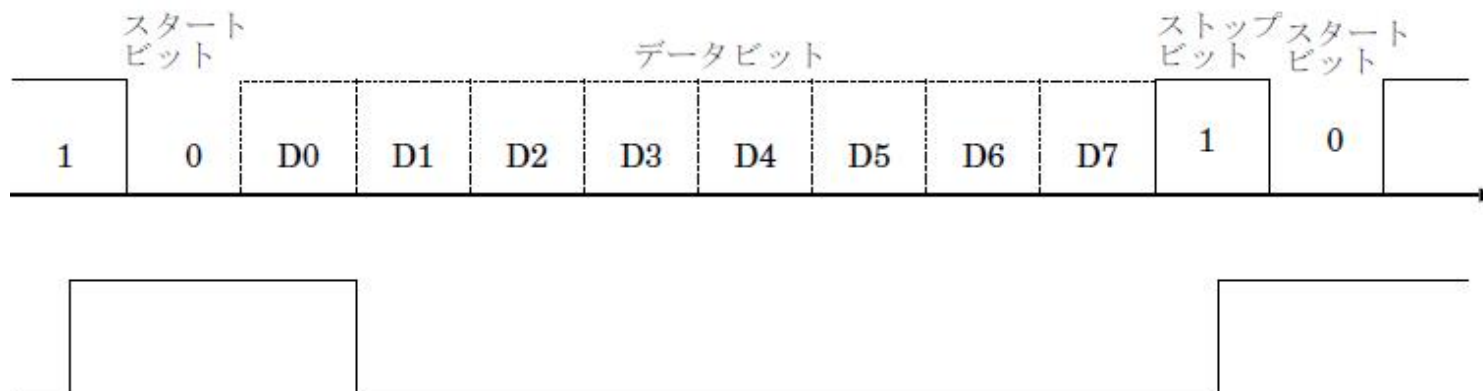 スタート
ビット
データビット
ストップ
ビット
スタート
ビット
1 0 D0 D1 D2 D3 D4 D5 D6 D7 1 0